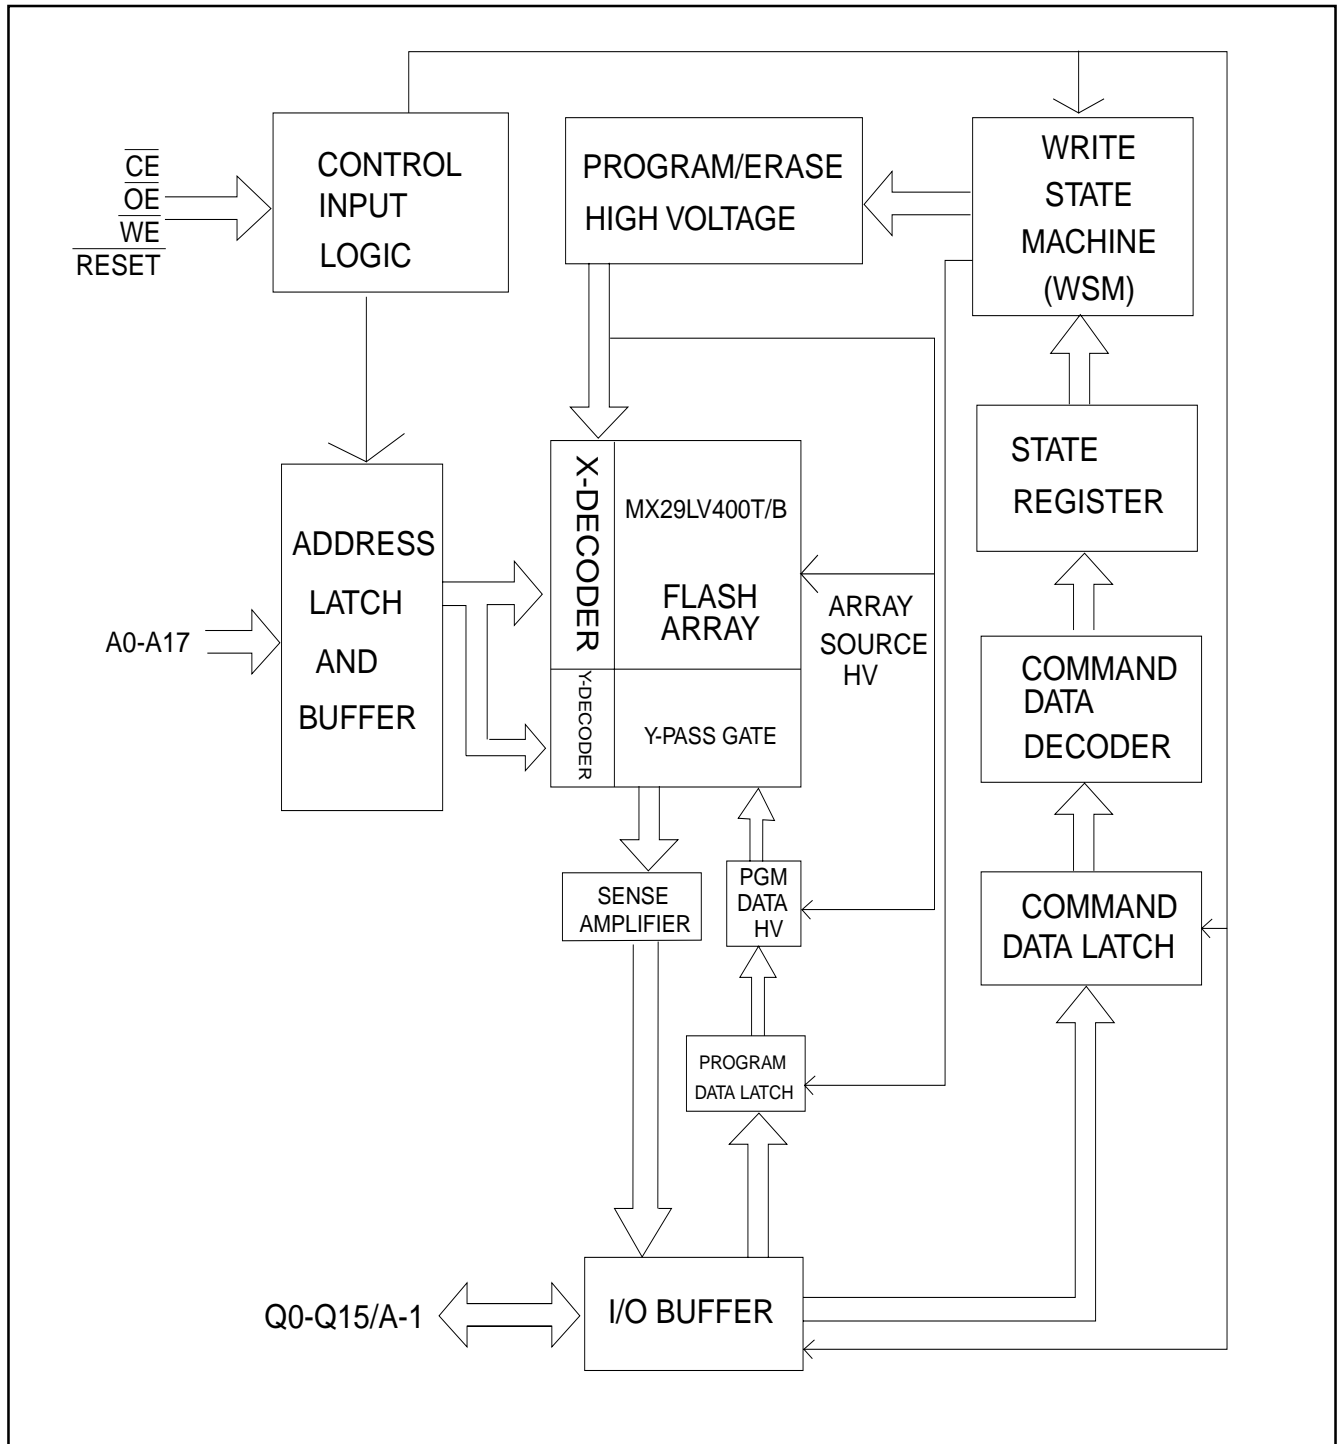 CE
OE
WE
RESET
CONTROL
INPUT
LOGIC
PROGRAM/ERASE
HIGH VOLTAGE
WRITE
STATE
MACHINE
(WSM)
STATE
REGISTER
ADDRESS
LATCH
AND
BUFFER
A0-A17
X-DECODER
MX29LV400T/B
FLASH
ARRAY
ARRAY
SOURCE
HV
Y-DECODER
Y-PASS GATE
COMMAND
DATA
DECODER
SENSE
AMPLIFIER
PGM
DATA
HV
COMMAND
DATA LATCH
PROGRAM
DATA LATCH
Q0-Q15/A-1
I/O BUFFER